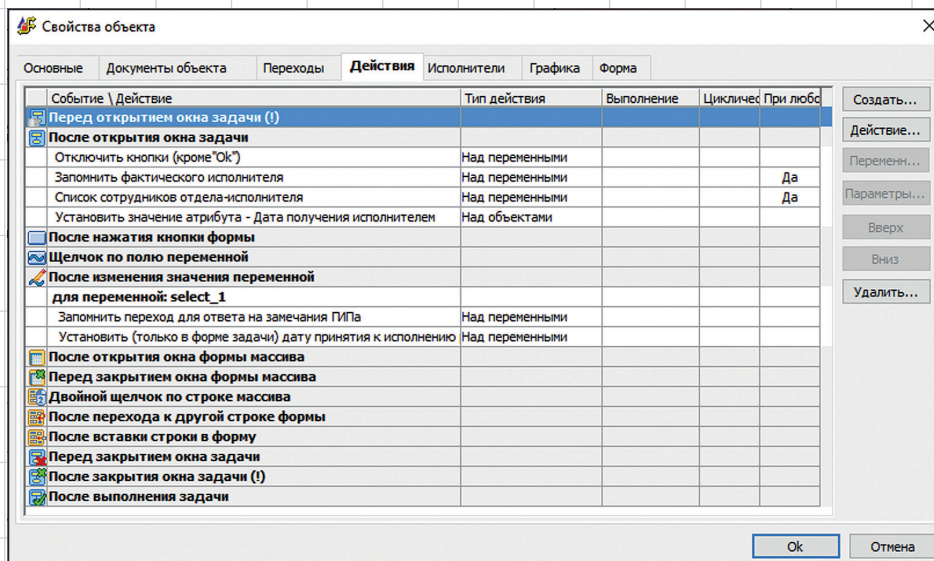 Свойства объекта
Основные Документы объекта Переходы Действия Исполнители Графика Форма
Событие \ Действие Тип действия Выполнение Цикличес При любо
Перед открытием окна задачи (!)
После открытия окна задачи
Отключить кнопки (кроме"Ok") Над переменными
Запомнить фактического исполнителя Над переменными Да
Список сотрудников отдела-исполнителя Над переменными Да
Установить значение атрибута - Дата получения исполнителем Над объектами
После нажатия кнопки формы
Щелчок по полю переменной
После изменения значения переменной
для переменной: select_1
Запомнить переход для ответа на замечания ГИПа Над переменными
Установить (только в форме задачи) дату принятия к исполнению Над переменными
После открытия окна формы массива
Перед закрытием окна формы массива
Двойной щелчок по строке массива
После перехода к другой строке формы
После вставки строки в форму
Перед закрытием окна задачи
После закрытия окна задачи (!)
После выполнения задачи
Создать...
Действие...
Переменн...
Параметры...
Вверх
Вниз
Удалить...
Ok Отмена